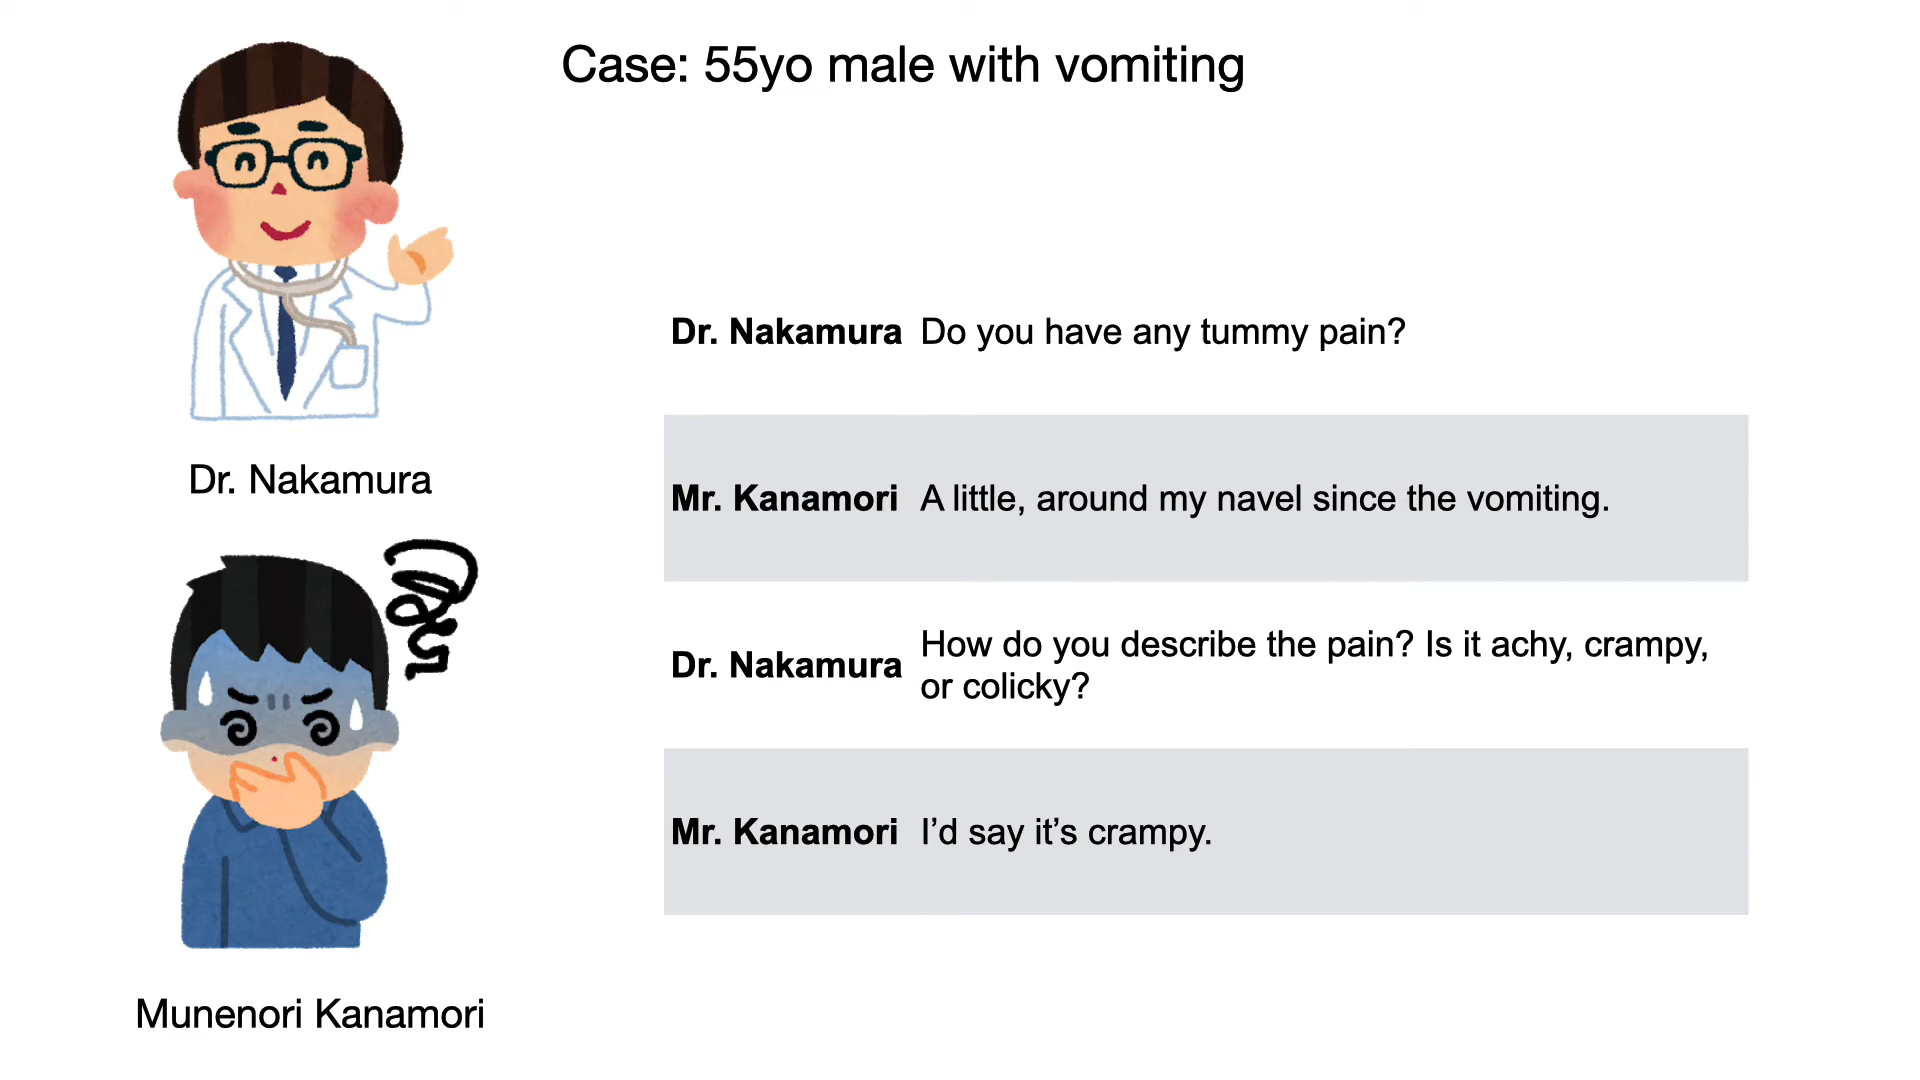 Case: 55yo male with vomiting
Dr. Nakamura
Munenori Kanamori
Dr. Nakamura Do you have any tummy pain?
Mr. Kanamori A little, around my navel since the vomiting.
Dr. Nakamura How do you describe the pain? Is it achy, crampy,
or colicky?
Mr. Kanamori I’d say it’s crampy.